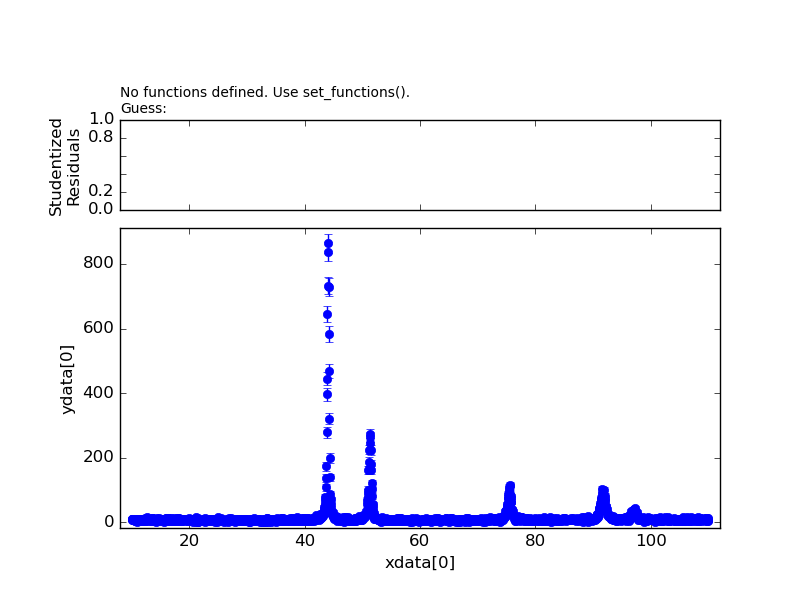 No functions defined. Use set_functions().
Guess:
Studentized
Residuals
1.0
0.8
0.2
0.0
ydata[0]
800
600
400
200
0
20 40 60 80 100
xdata[0]